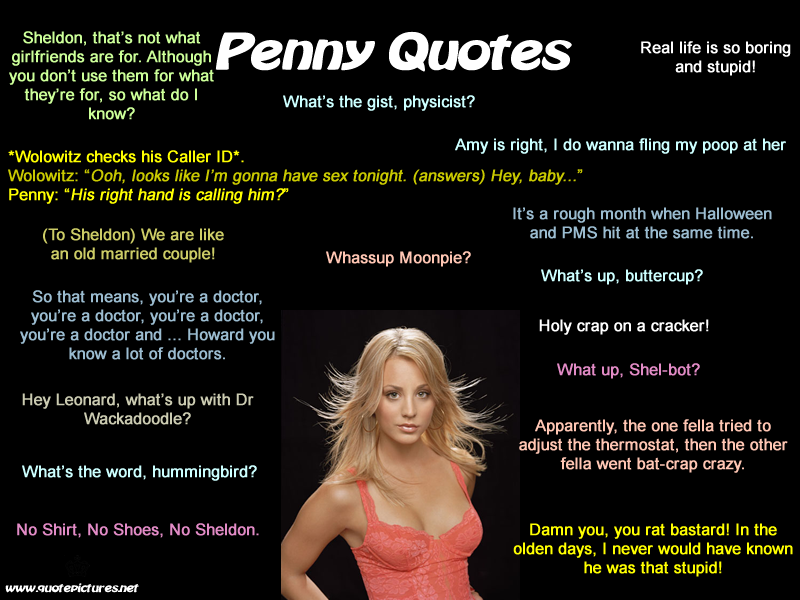 Penny Quotes
Sheldon, that's not what
girlfriends are for. Although
you don't use them for what
they're for, so what do I
know?
Real life is so boring
and stupid!
What's the gist, physicist?
Amy is right, I do wanna fling my poop at her
*Wolowitz checks his Caller ID*.
Wolowitz: “Ooh, looks like I'm gonna have sex tonight. (answers) Hey, baby...”
Penny: “His right hand is calling him?”
It's a rough month when Halloween
and PMS hit at the same time.
(To Sheldon) We are like
an old married couple!
Whassup Moonpie?
What's up, buttercup?
So that means, you're a doctor,
you're a doctor, you're a doctor,
you're a doctor and ... Howard you
know a lot of doctors.
Holy crap on a cracker!
What up, Shel-bot?
Hey Leonard, what's up with Dr
Wackadoodle?
Apparently, the one fella tried to
adjust the thermostat, then the other
fella went bat-crap crazy.
What's the word, hummingbird?
No Shirt, No Shoes, No Sheldon.
Damn you, you rat bastard! In the
olden days, I never would have known
he was that stupid!
www.quotepictures.net